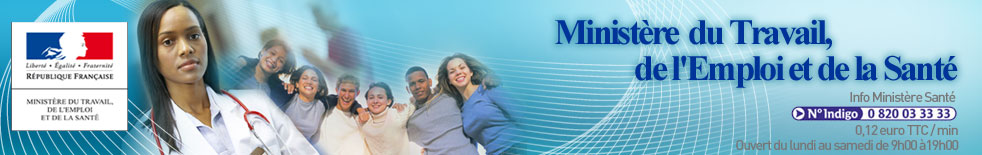 Liberté • Égalité • Fraternité
RÉPUBLIQUE FRANÇAISE
MINISTÈRE DU TRAVAIL,
DE L'EMPLOI
ET DE LA SANTÉ
Ministère du Travail,
de l'Emploi et de la Santé
Info Ministère Santé
N°Indigo 0 820 03 33 33
0,12 euro TTC / min
Ouvert du lundi au samedi de 9h00 à19h00